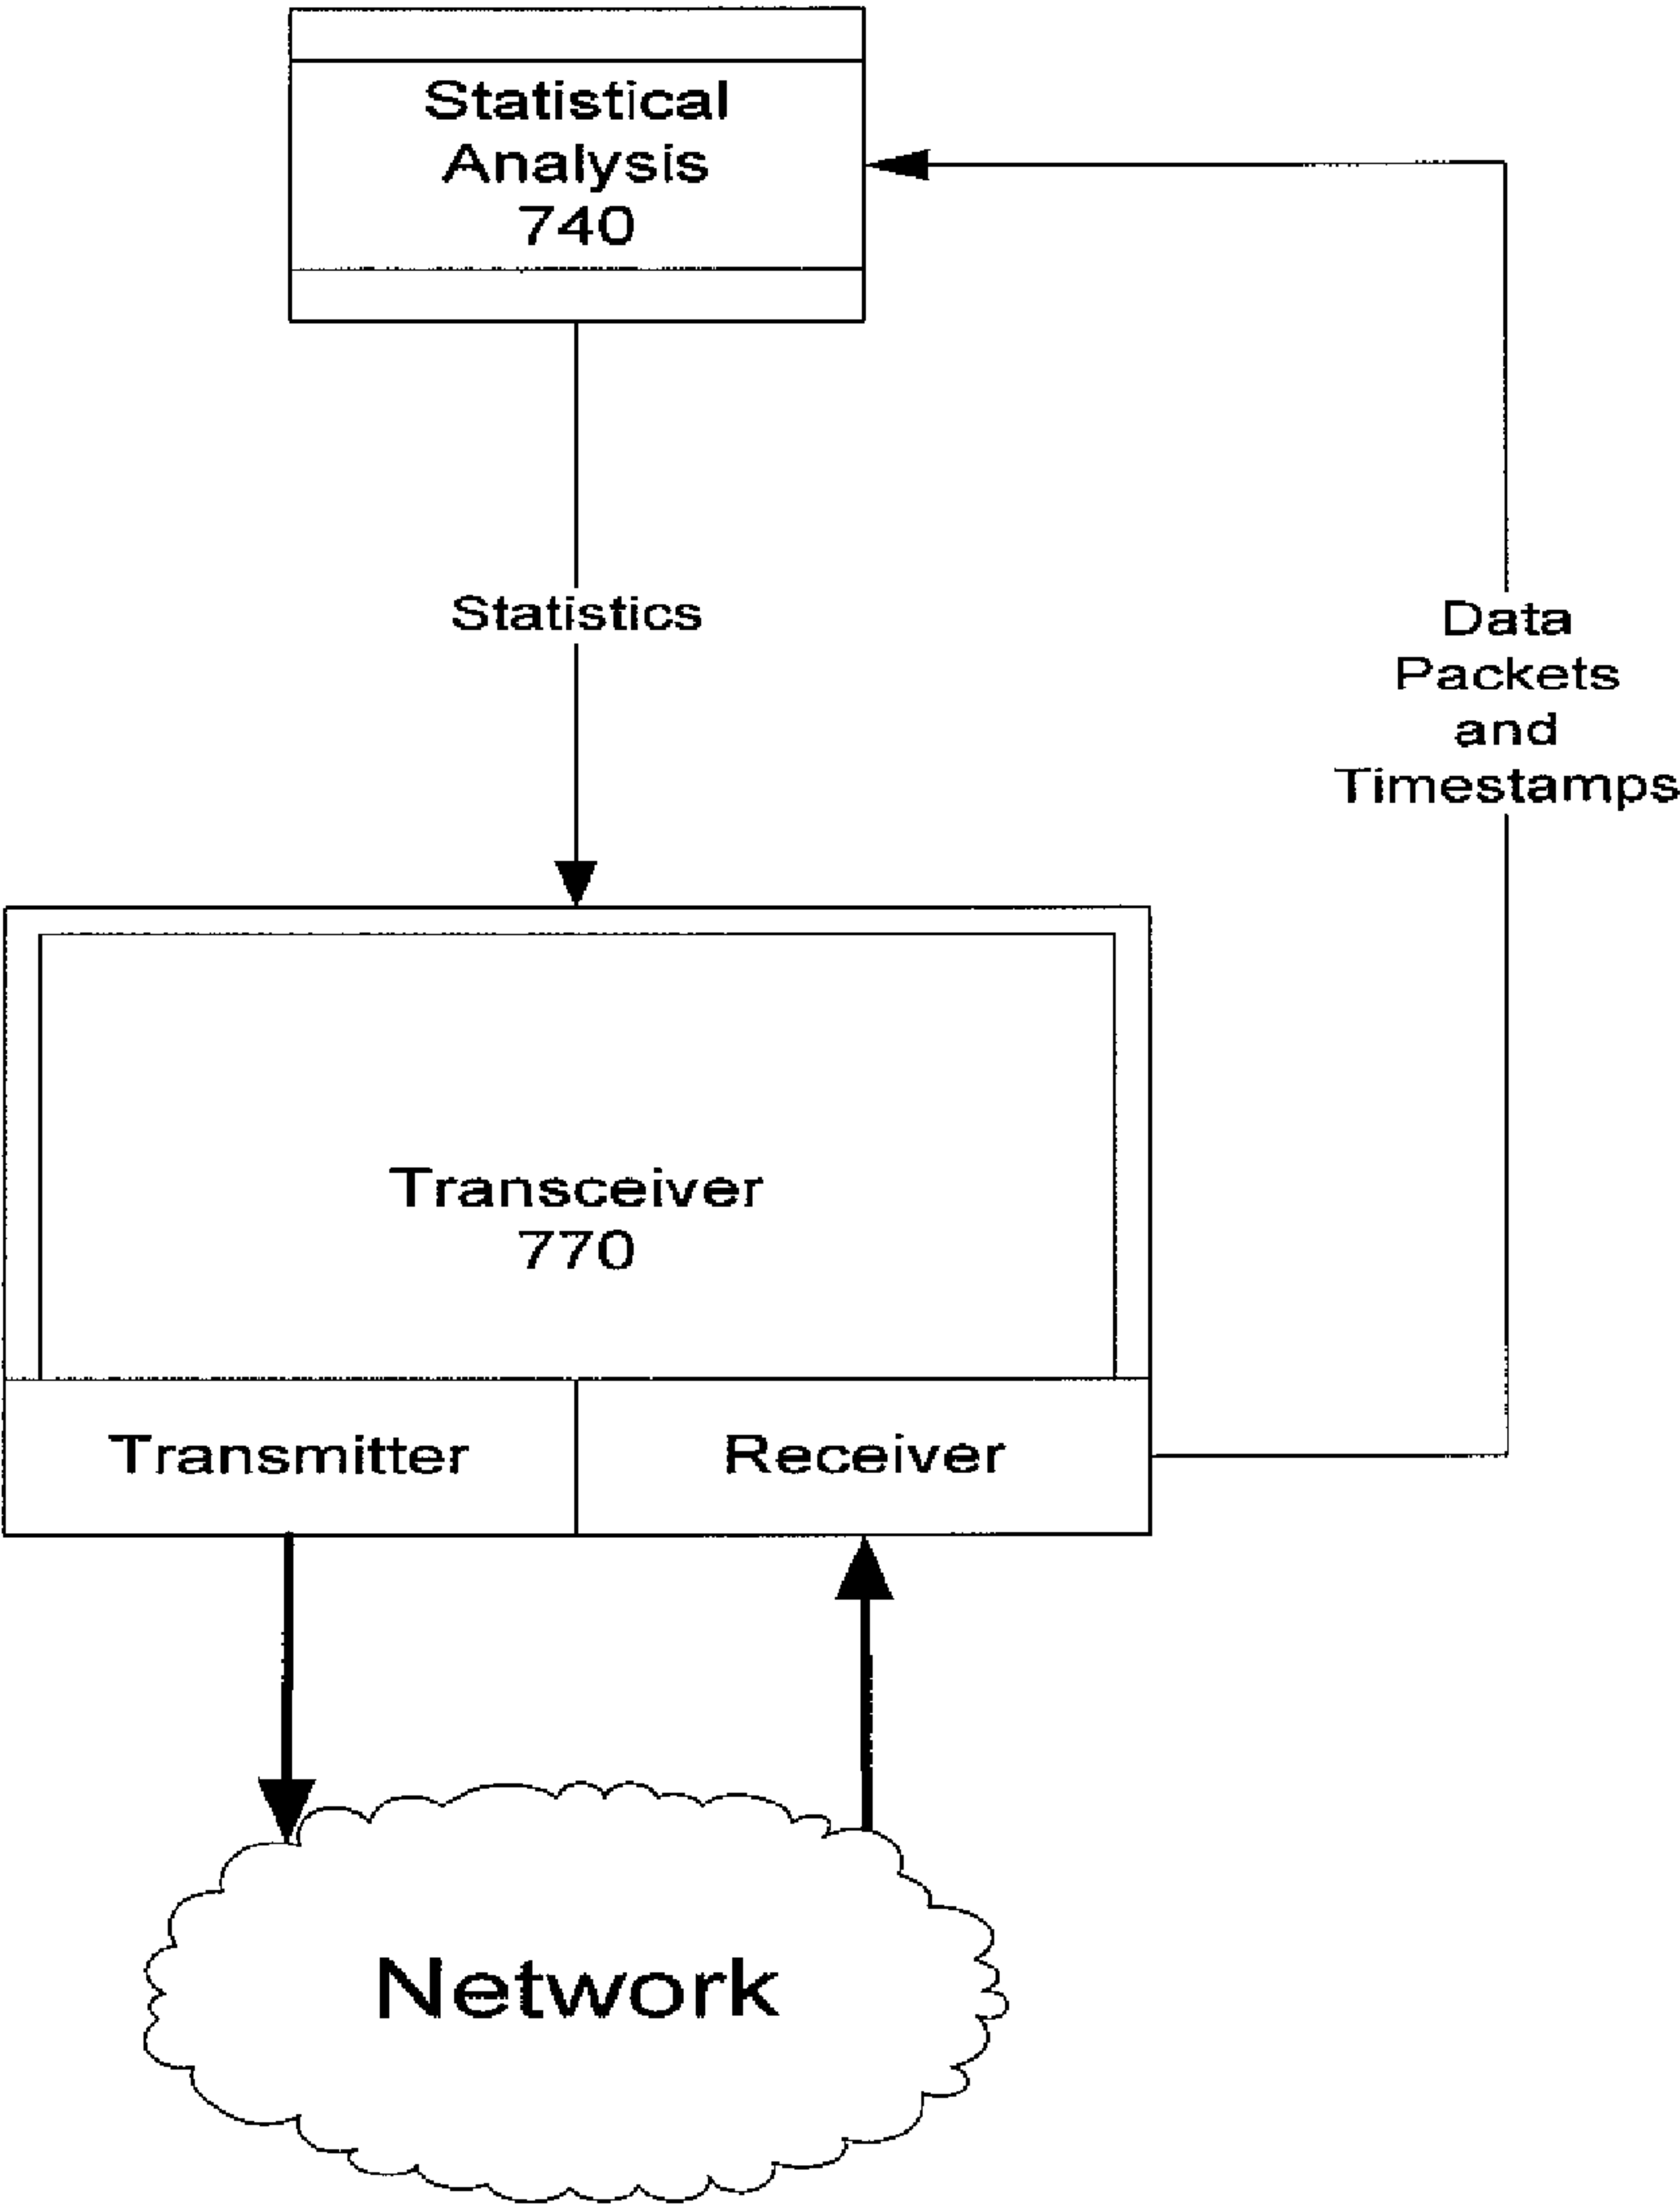 Statistical
Analysis
740
Statistics
Data
Packets
and
Timestamps
Transceiver
770
Transmitter
Receiver
Network